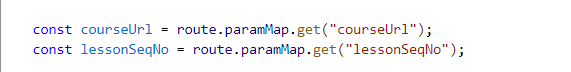 const courseUrl = route.paramMap.get("courseUrl");
const lessonSeqNo = route.paramMap.get("lessonSeqNo");